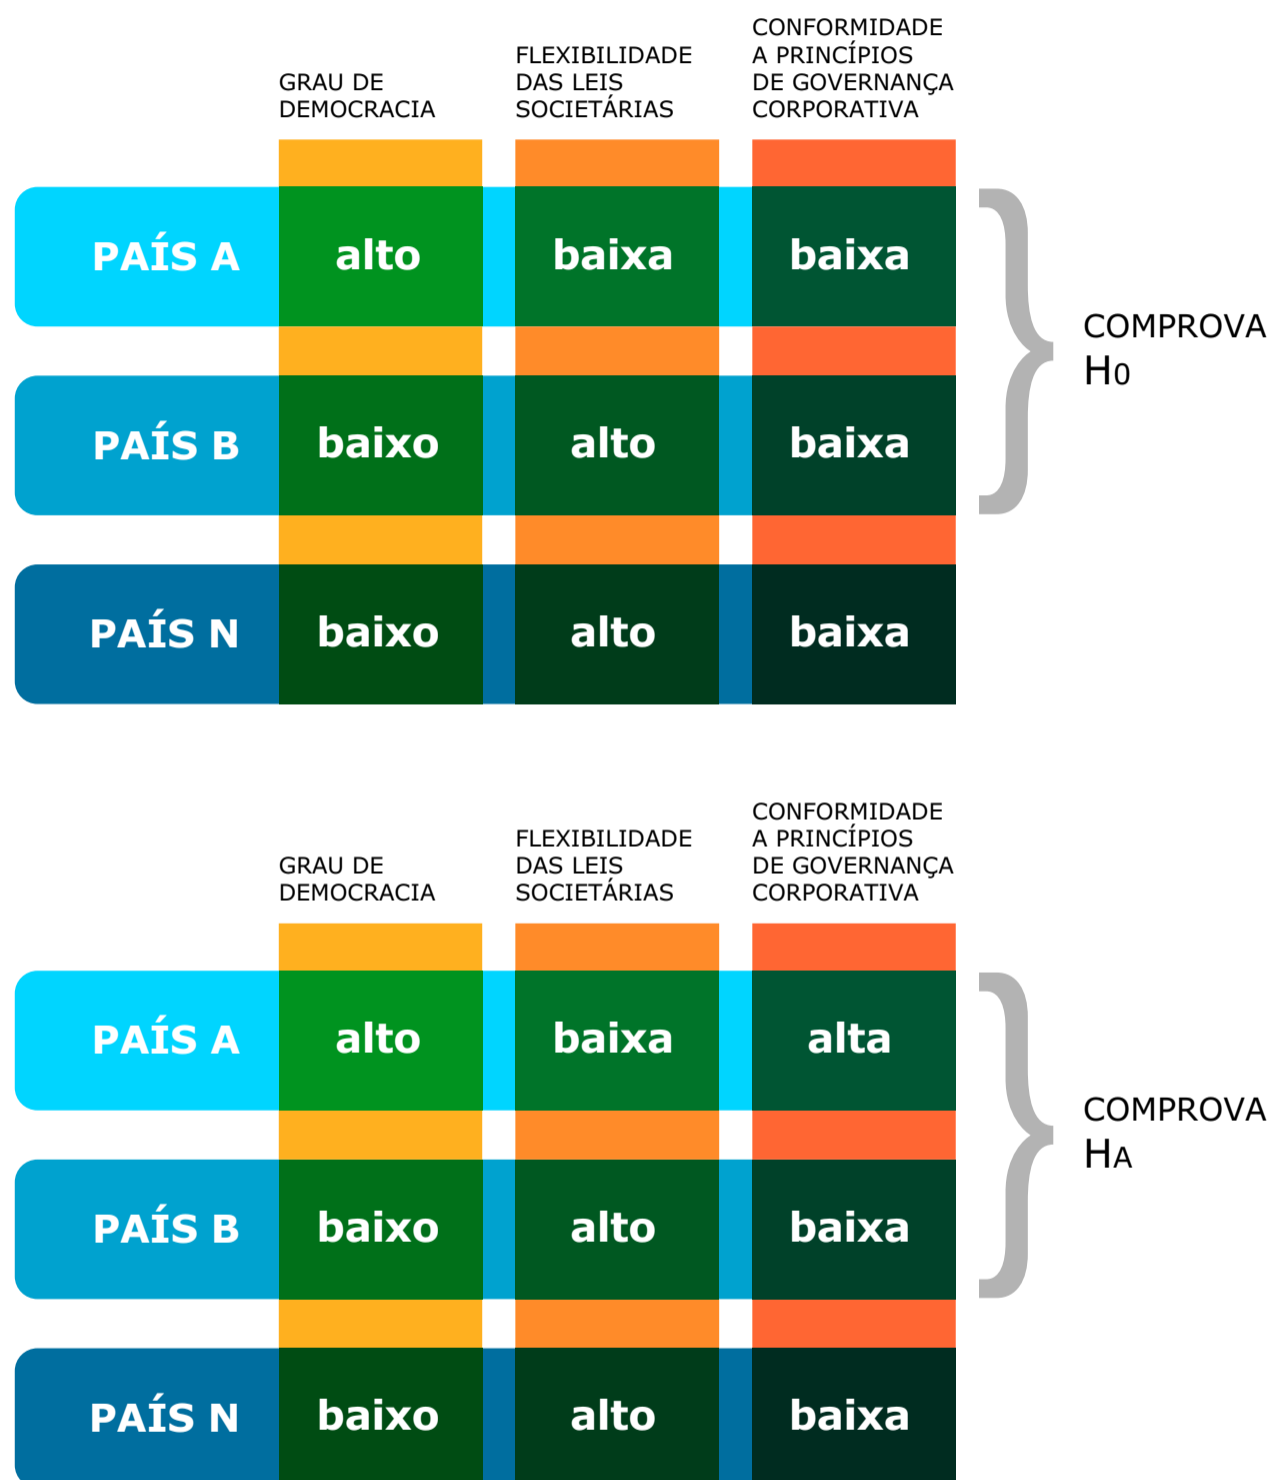 GRAU DE
DEMOCRACIA
FLEXIBILIDADE
DAS LEIS
SOCIETÁRIAS
CONFORMIDADE
A PRINCÍPIOS
DE GOVERNANÇA
CORPORATIVA
PAÍS A alto baixa baixa
PAÍS B baixo alto baixa
PAÍS N baixo alto baixa
COMPROVA
H0
GRAU DE
DEMOCRACIA
FLEXIBILIDADE
DAS LEIS
SOCIETÁRIAS
CONFORMIDADE
A PRINCÍPIOS
DE GOVERNANÇA
CORPORATIVA
PAÍS A alto baixa alta
PAÍS B baixo alto baixa
PAÍS N baixo alto baixa
COMPROVA
HA